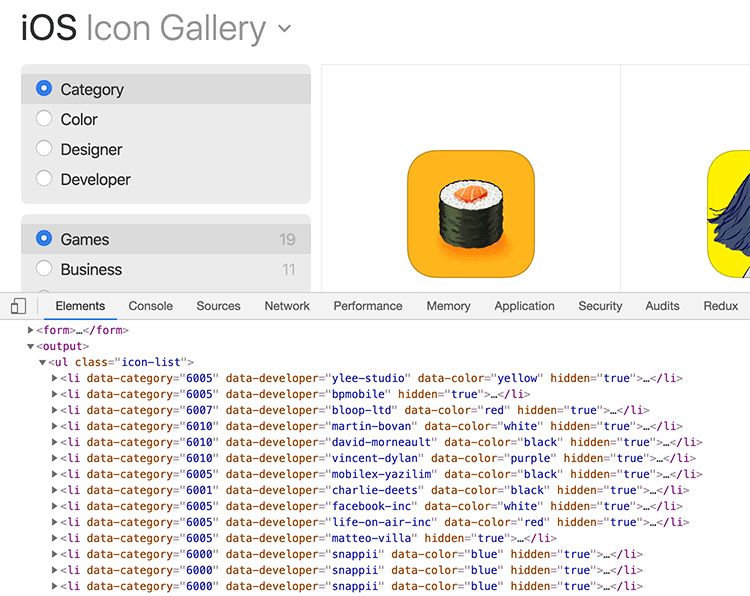 iOS Icon Gallery
Category
Color
Designer
Developer
Games 19
Business 11
Elements Console Sources Network Performance Memory Application Security Audits Redux
<form>…</form>
<output>
<ul class="icon-list">
<li data-category="6005" data-developer="ylee-studio" data-color="yellow" hidden="true">…</li>
<li data-category="6005" data-developer="bpmobile" hidden="true">…</li>
<li data-category="6007" data-developer="bloop-ltd" data-color="red" hidden="true">…</li>
<li data-category="6010" data-developer="martin-bovan" data-color="white" hidden="true">…</li>
<li data-category="6010" data-developer="david-morneault" data-color="black" hidden="true">…</li>
<li data-category="6010" data-developer="vincent-dylan" data-color="purple" hidden="true">…</li>
<li data-category="6005" data-developer="mobilex-yazilim" data-color="black" hidden="true">…</li>
<li data-category="6001" data-developer="charlie-deets" data-color="black" hidden="true">…</li>
<li data-category="6005" data-developer="facebook-inc" data-color="white" hidden="true">…</li>
<li data-category="6005" data-developer="life-on-air-inc" data-color="red" hidden="true">…</li>
<li data-category="6005" data-developer="matteo-villa" hidden="true">…</li>
<li data-category="6000" data-developer="snappii" data-color="blue" hidden="true">…</li>
<li data-category="6000" data-developer="snappii" data-color="blue" hidden="true">…</li>
<li data-category="6000" data-developer="snappii" data-color="blue" hidden="true">…</li>